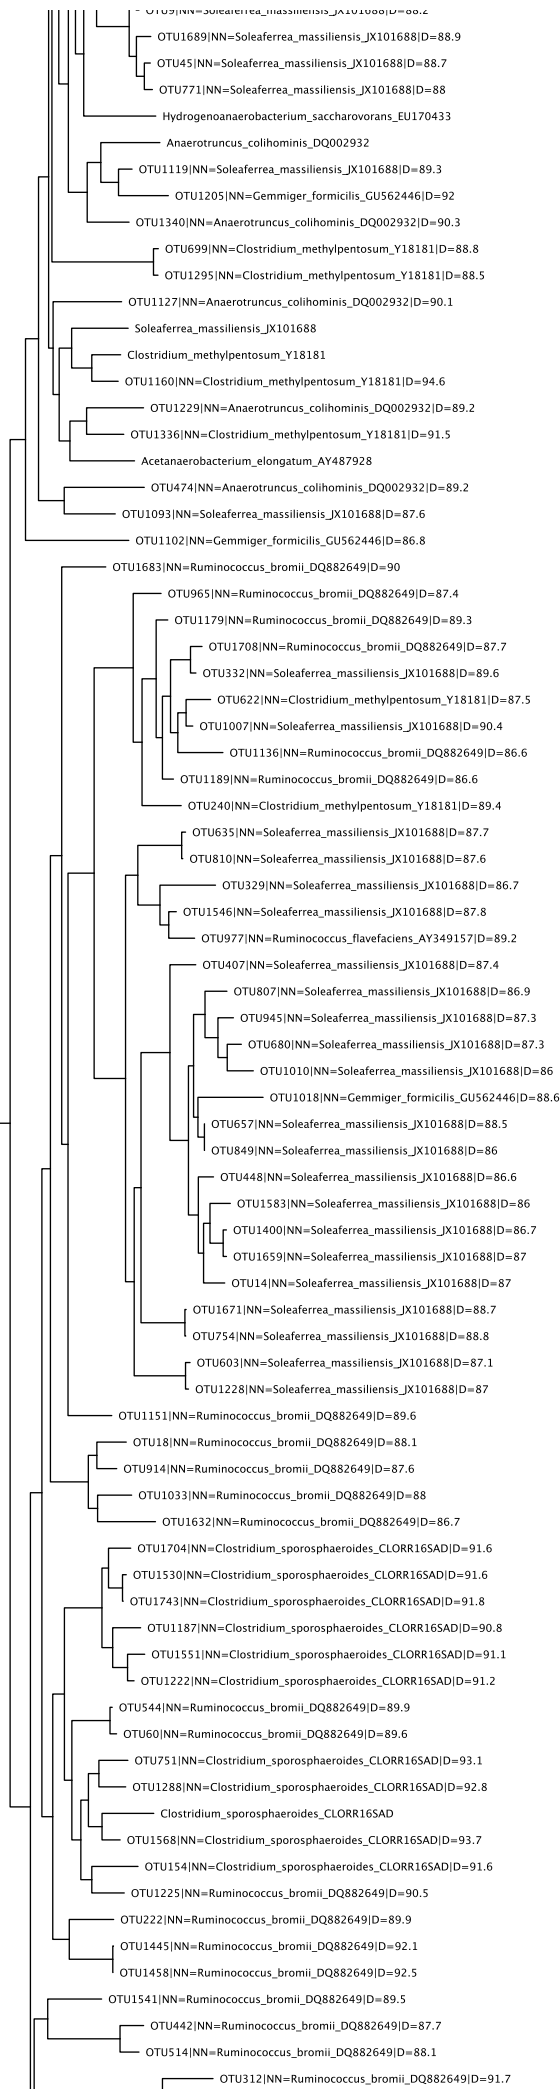 OTU9|NN=Soleaferrea_massiliensis_JX101688|D=88.2
OTU1689|NN=Soleaferrea_massiliensis_JX101688|D=88.9
OTU45|NN=Soleaferrea_massiliensis_JX101688|D=88.7
OTU771|NN=Soleaferrea_massiliensis_JX101688|D=88
Hydrogenoanaerobacterium_saccharovorans_EU170433
Anaerotruncus_colihominis_DQ002932
OTU1119|NN=Soleaferrea_massiliensis_JX101688|D=89.3
OTU1205|NN=Gemmiger_formicilis_GU562446|D=92
OTU1340|NN=Anaerotruncus_colihominis_DQ002932|D=90.3
OTU699|NN=Clostridium_methylpentosum_Y18181|D=88.8
OTU1295|NN=Clostridium_methylpentosum_Y18181|D=88.5
OTU1127|NN=Anaerotruncus_colihominis_DQ002932|D=90.1
Soleaferrea_massiliensis_JX101688
Clostridium_methylpentosum_Y18181
OTU1160|NN=Clostridium_methylpentosum_Y18181|D=94.6
OTU1229|NN=Anaerotruncus_colihominis_DQ002932|D=89.2
OTU1336|NN=Clostridium_methylpentosum_Y18181|D=91.5
Acetanaerobacterium_elongatum_AY487928
OTU474|NN=Anaerotruncus_colihominis_DQ002932|D=89.2
OTU1093|NN=Soleaferrea_massiliensis_JX101688|D=87.6
OTU1102|NN=Gemmiger_formicilis_GU562446|D=86.8
OTU1683|NN=Ruminococcus_bromii_DQ882649|D=90
OTU965|NN=Ruminococcus_bromii_DQ882649|D=87.4
OTU1179|NN=Ruminococcus_bromii_DQ882649|D=89.3
OTU1708|NN=Ruminococcus_bromii_DQ882649|D=87.7
OTU332|NN=Soleaferrea_massiliensis_JX101688|D=89.6
OTU622|NN=Clostridium_methylpentosum_Y18181|D=87.5
OTU1007|NN=Soleaferrea_massiliensis_JX101688|D=90.4
OTU1136|NN=Ruminococcus_bromii_DQ882649|D=86.6
OTU1189|NN=Ruminococcus_bromii_DQ882649|D=86.6
OTU240|NN=Clostridium_methylpentosum_Y18181|D=89.4
OTU635|NN=Soleaferrea_massiliensis_JX101688|D=87.7
OTU810|NN=Soleaferrea_massiliensis_JX101688|D=87.6
OTU329|NN=Soleaferrea_massiliensis_JX101688|D=86.7
OTU1546|NN=Soleaferrea_massiliensis_JX101688|D=87.8
OTU977|NN=Ruminococcus_flavefaciens_AY349157|D=89.2
OTU407|NN=Soleaferrea_massiliensis_JX101688|D=87.4
OTU807|NN=Soleaferrea_massiliensis_JX101688|D=86.9
OTU945|NN=Soleaferrea_massiliensis_JX101688|D=87.3
OTU680|NN=Soleaferrea_massiliensis_JX101688|D=87.3
OTU1010|NN=Soleaferrea_massiliensis_JX101688|D=86
OTU1018|NN=Gemmiger_formicilis_GU562446|D=88.6
OTU657|NN=Soleaferrea_massiliensis_JX101688|D=88.5
OTU849|NN=Soleaferrea_massiliensis_JX101688|D=86
OTU448|NN=Soleaferrea_massiliensis_JX101688|D=86.6
OTU1583|NN=Soleaferrea_massiliensis_JX101688|D=86
OTU1400|NN=Soleaferrea_massiliensis_JX101688|D=86.7
OTU1659|NN=Soleaferrea_massiliensis_JX101688|D=87
OTU14|NN=Soleaferrea_massiliensis_JX101688|D=87
OTU1671|NN=Soleaferrea_massiliensis_JX101688|D=88.7
OTU754|NN=Soleaferrea_massiliensis_JX101688|D=88.8
OTU603|NN=Soleaferrea_massiliensis_JX101688|D=87.1
OTU1228|NN=Soleaferrea_massiliensis_JX101688|D=87
OTU1151|NN=Ruminococcus_bromii_DQ882649|D=89.6
OTU18|NN=Ruminococcus_bromii_DQ882649|D=88.1
OTU914|NN=Ruminococcus_bromii_DQ882649|D=87.6
OTU1033|NN=Ruminococcus_bromii_DQ882649|D=88
OTU1632|NN=Ruminococcus_bromii_DQ882649|D=86.7
OTU1704|NN=Clostridium_sporosphaeroides_CLORR16SAD|D=91.6
OTU1530|NN=Clostridium_sporosphaeroides_CLORR16SAD|D=91.6
OTU1743|NN=Clostridium_sporosphaeroides_CLORR16SAD|D=91.8
OTU1187|NN=Clostridium_sporosphaeroides_CLORR16SAD|D=90.8
OTU1551|NN=Clostridium_sporosphaeroides_CLORR16SAD|D=91.1
OTU1222|NN=Clostridium_sporosphaeroides_CLORR16SAD|D=91.2
OTU544|NN=Ruminococcus_bromii_DQ882649|D=89.9
OTU60|NN=Ruminococcus_bromii_DQ882649|D=89.6
OTU751|NN=Clostridium_sporosphaeroides_CLORR16SAD|D=93.1
OTU1288|NN=Clostridium_sporosphaeroides_CLORR16SAD|D=92.8
Clostridium_sporosphaeroides_CLORR16SAD
OTU1568|NN=Clostridium_sporosphaeroides_CLORR16SAD|D=93.7
OTU154|NN=Clostridium_sporosphaeroides_CLORR16SAD|D=91.6
OTU1225|NN=Ruminococcus_bromii_DQ882649|D=90.5
OTU222|NN=Ruminococcus_bromii_DQ882649|D=89.9
OTU1445|NN=Ruminococcus_bromii_DQ882649|D=92.1
OTU1458|NN=Ruminococcus_bromii_DQ882649|D=92.5
OTU1541|NN=Ruminococcus_bromii_DQ882649|D=89.5
OTU442|NN=Ruminococcus_bromii_DQ882649|D=87.7
OTU514|NN=Ruminococcus_bromii_DQ882649|D=88.1
OTU312|NN=Ruminococcus_bromii_DQ882649|D=91.7